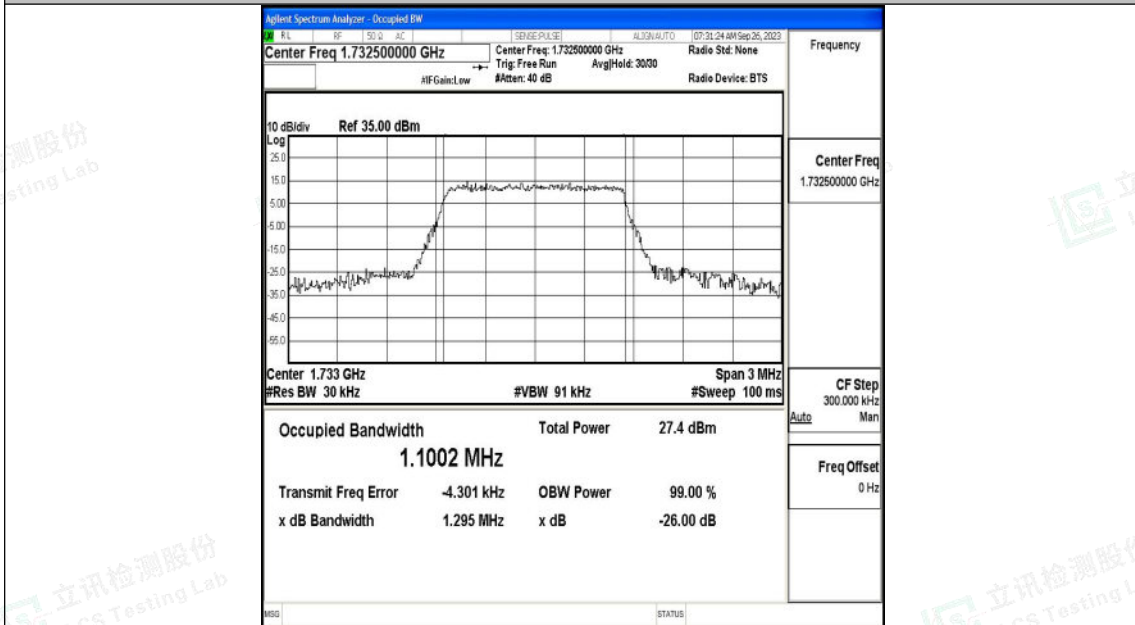 Agilent Spectrum Analyzer - Occupied BW
RL RF 50 Ω AC SENSE:PULSE ALIGNAUTO 07:31:24 AM Sep 26, 2023
Center Freq 1.732500000 GHz
Center Freq: 1.732500000 GHz
Radio Std: None
Trig: Free Run Avg|Hold: 30/30
#IFGain:Low
#Atten: 40 dB
Radio Device: BTS
Frequency
10 dB/div Ref 35.00 dBm
Log
25.0
15.0
5.00
-5.00
-15.0
-25.0
-35.0
-45.0
-55.0
Center 1.733 GHz
Span 3 MHz
#Res BW 30 kHz
#VBW 91 kHz
#Sweep 100 ms
Occupied Bandwidth
Total Power 27.4 dBm
1.1002 MHz
Transmit Freq Error -4.301 kHz
OBW Power 99.00 %
x dB Bandwidth 1.295 MHz
x dB -26.00 dB
Center Freq
1.732500000 GHz
CF Step
300.000 kHz
Auto Man
Freq Offset
0 Hz
MSG
STATUS
测股份
sting Lab
立讯检测股份
CS Testing Lab
立讯检测股份
CS Testing L